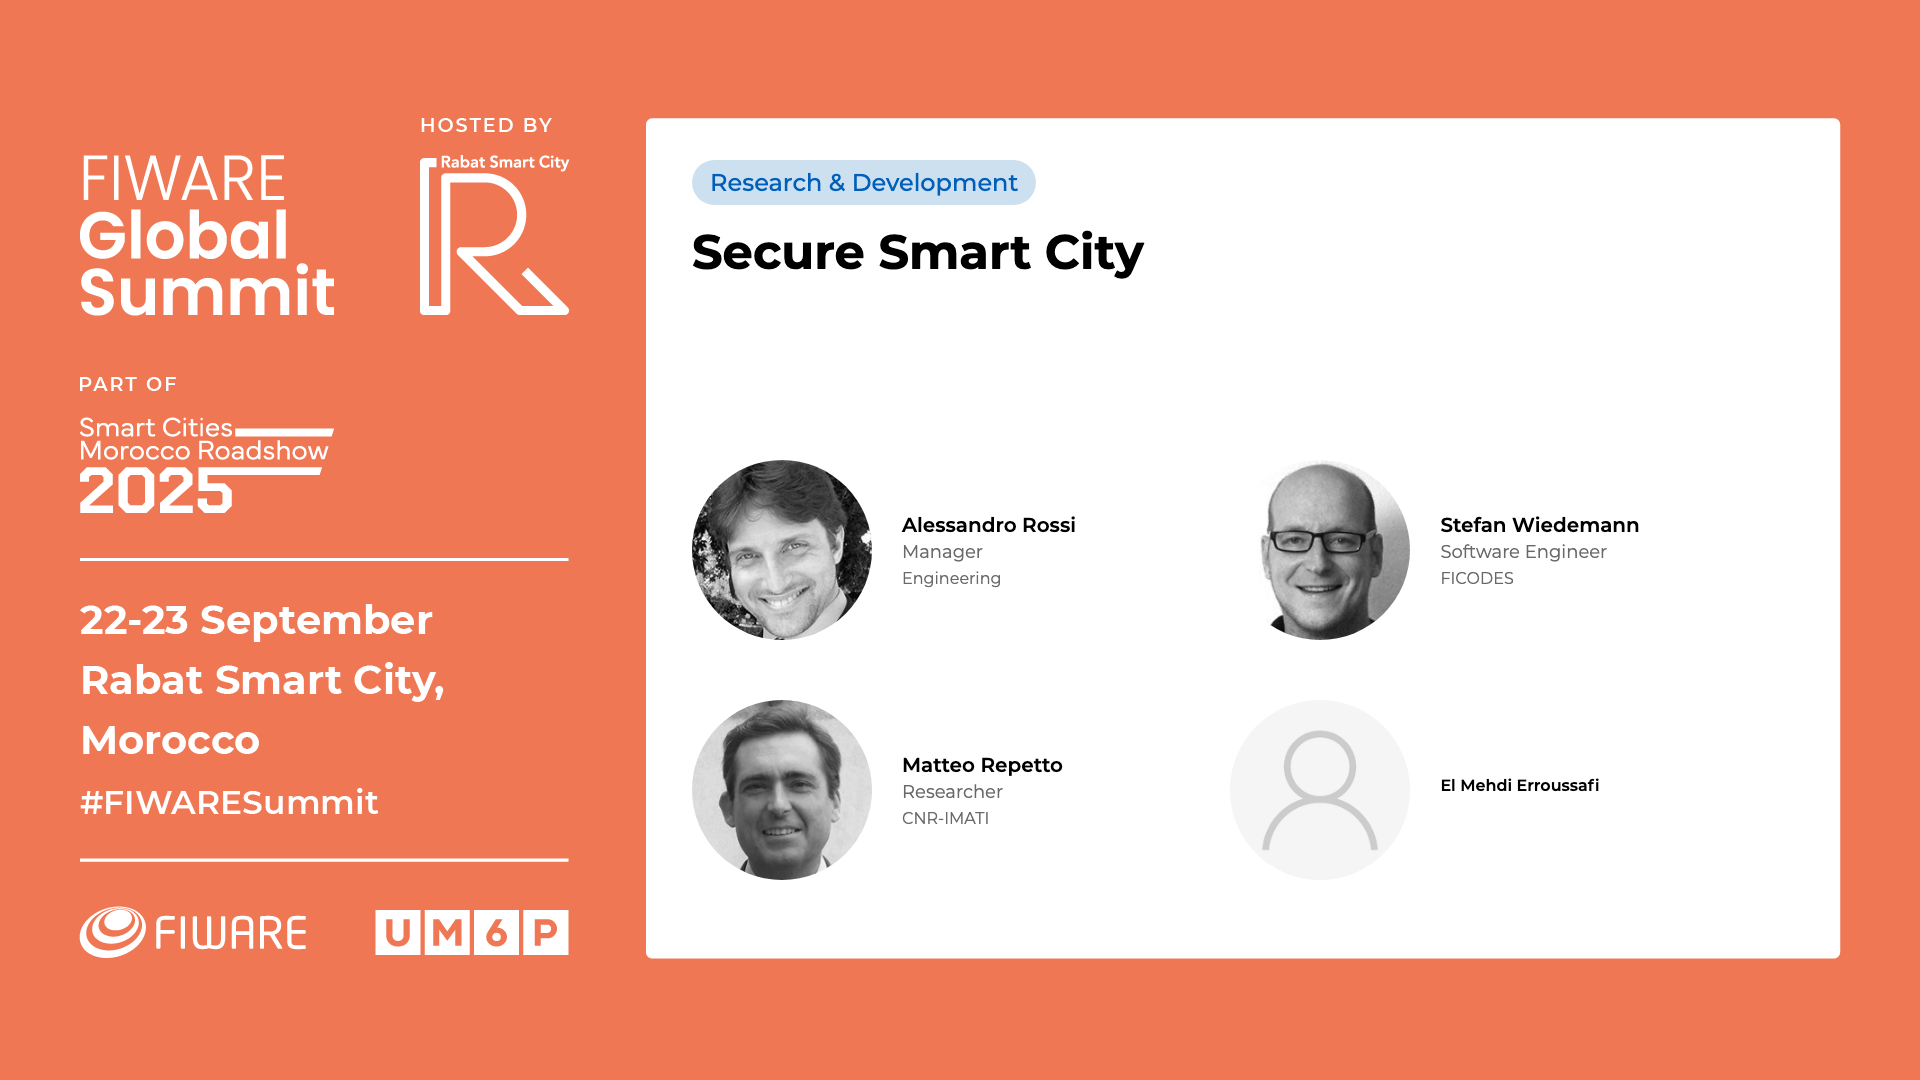 HOSTED BY
FIWARE
Global
Summit
Rabat Smart City
R
PART OF
Smart Cities
Morocco Roadshow
2025
22-23 September
Rabat Smart City,
Morocco
#FIWARESummit
FIWARE
UM6P
Research & Development
Secure Smart City
Alessandro Rossi
Manager
Engineering
Stefan Wiedemann
Software Engineer
FICODES
Matteo Repetto
Researcher
CNR-IMATI
El Mehdi Erroussafi